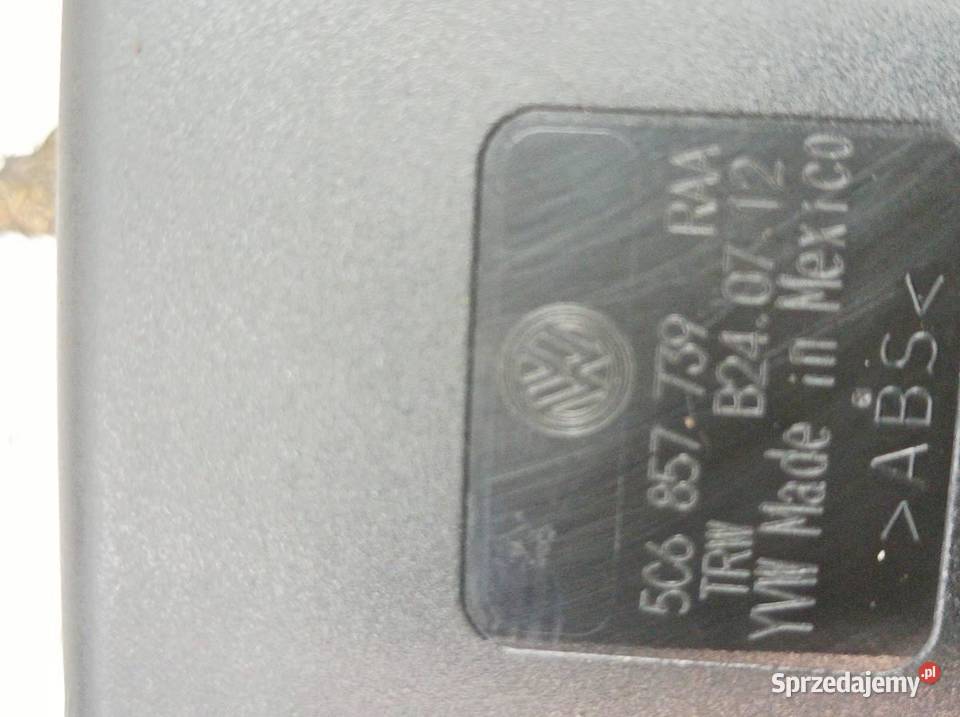 5C6 857 739 RAA
TRW B24.07.12
YVW Made in Mexico
>ABS<
Sprzedajemy.pl